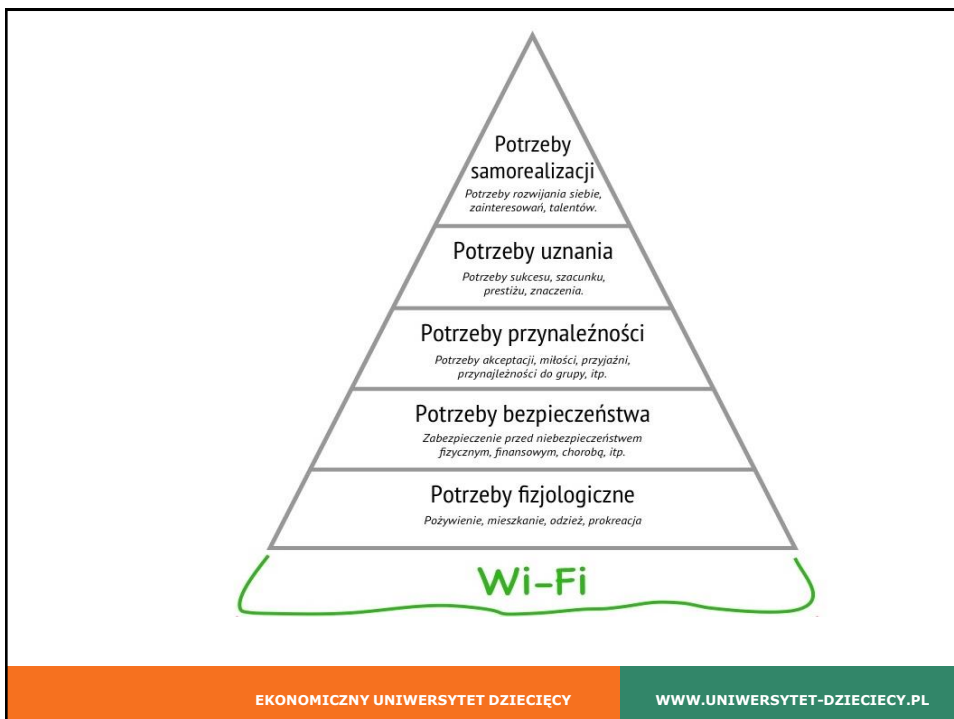 Potrzeby
samorealizacji
Potrzeby rozwijania siebie,
zainteresowań, talentów.
Potrzeby uznania
Potrzeby sukcesu, szacunku,
prestiżu, znaczenia.
Potrzeby przynależności
Potrzeby akceptacji, miłości, przyjaźni,
przynajleżności do grupy, itp.
Potrzeby bezpieczeństwa
Zabezpieczenie przed niebezpieczeństwem
fizycznym, finansowym, chorobą, itp.
Potrzeby fizjologiczne
Pożywienie, mieszkanie, odzież, prokreacja
Wi-Fi
EKONOMICZNY UNIWERSYTET DZIECIĘCY
WWW.UNIWERSYTET-DZIECIECY.PL